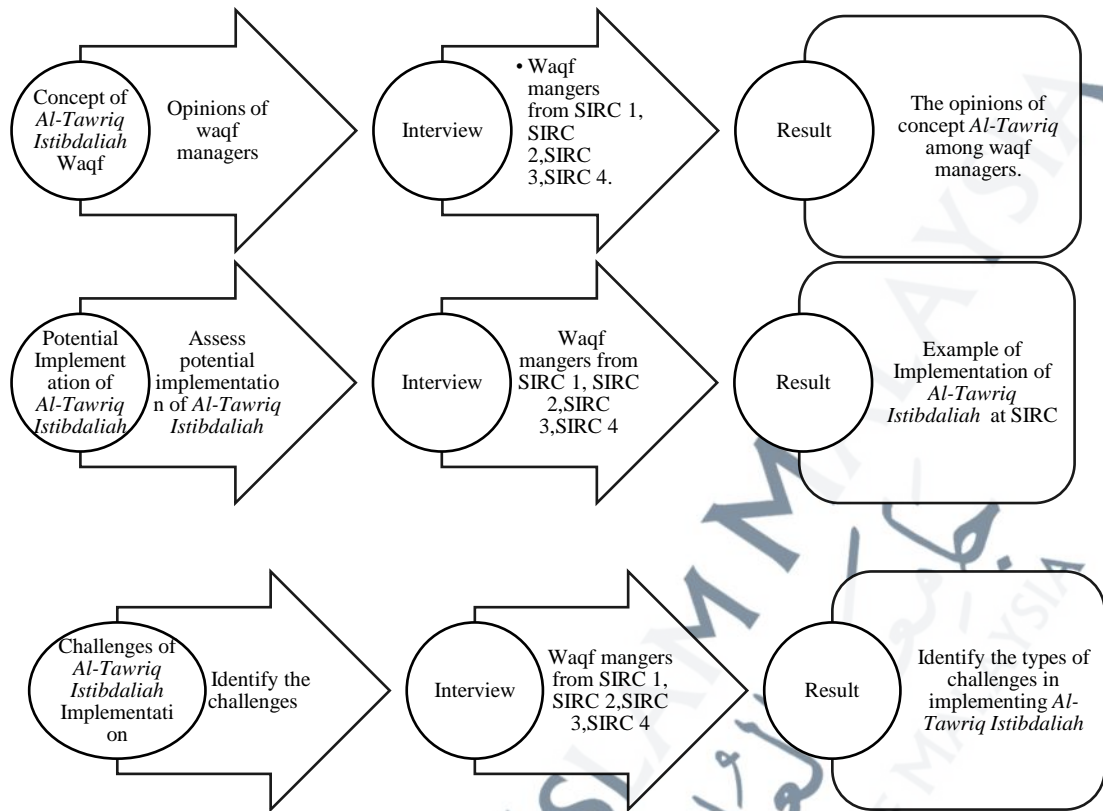 Concept of
Al-Tawriq
Istibdaliah
Waqf
Opinions of
waqf
managers
Interview
• Waqf
mangers
from SIRC 1,
SIRC
2,SIRC
3,SIRC 4.
Result
The opinions of
concept Al-Tawriq
among waqf
managers.
Potential
Implement
ation of
Al-Tawriq
Istibdaliah
Assess
potential
implementatio
n of Al-Tawriq
Istibdaliah
Interview
Waqf
mangers from
SIRC 1, SIRC
2,SIRC
3,SIRC 4
Result
Example of
Implementation of
Al-Tawriq
Istibdaliah at SIRC
Challenges of
Al-Tawriq
Istibdaliah
Implementati
on
Identify the
challenges
Interview
Waqf mangers
from SIRC 1,
SIRC 2,SIRC
3,SIRC 4
Result
Identify the types of
challenges in
implementing Al-
Tawriq Istibdaliah
ISLAM MALAYSIA